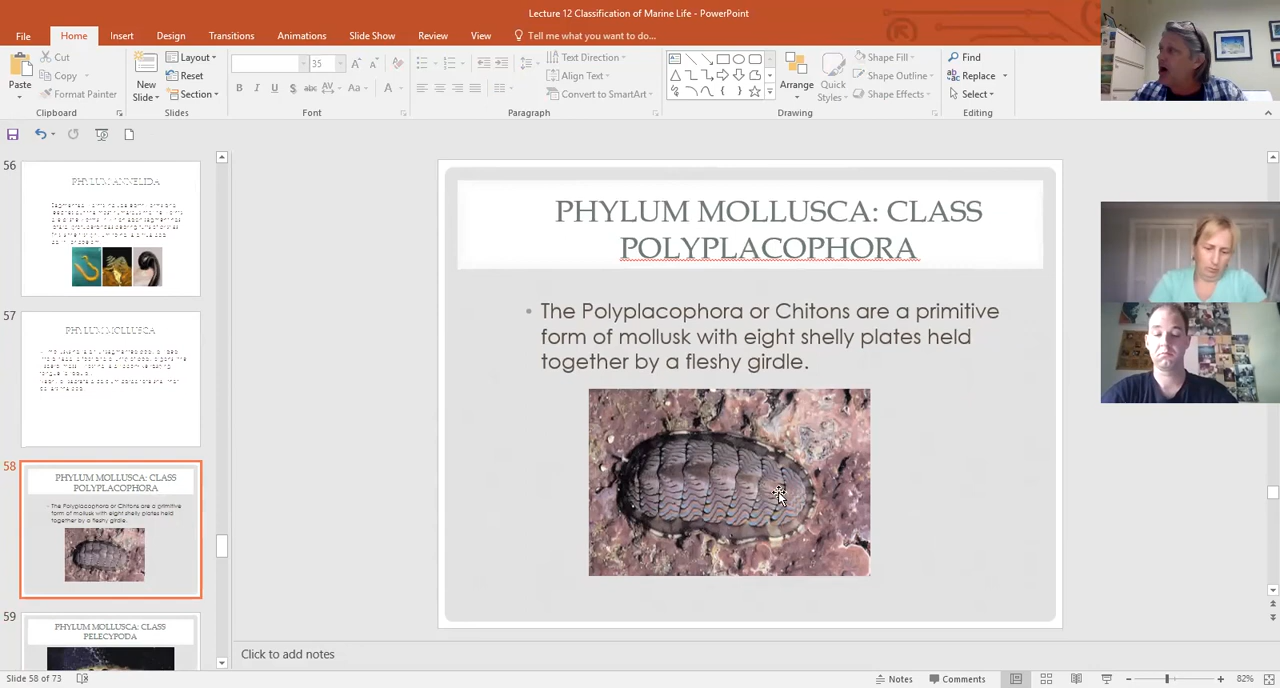 Lecture 12 Classification of Marine Life - PowerPoint
File Home Insert Design Transitions Animations Slide Show Review View Tell me what you want to do...
Paste
Cut
Copy
Format Painter
Clipboard
New Slide
Layout
Reset
Section
Slides
35
B I U S abc AV Aa A
Font
Text Direction
Align Text
Convert to SmartArt
Paragraph
Arrange
Quick Styles
Shape Fill
Shape Outline
Shape Effects
Drawing
Find
Replace
Select
Editing
56
PHYLUM ANNELIDA
57
PHYLUM MOLLUSCA
58
PHYLUM MOLLUSCA: CLASS
POLYPLACOPHORA
The Polyplacophora or Chitons are a primitive
form of mollusk with eight shelly plates held
together by a fleshy girdle.
59
PHYLUM MOLLUSCA: CLASS
PELECYPODA
PHYLUM MOLLUSCA: CLASS
POLYPLACOPHORA
• The Polyplacophora or Chitons are a primitive
form of mollusk with eight shelly plates held
together by a fleshy girdle.
Click to add notes
Slide 58 of 73 Notes Comments 82%